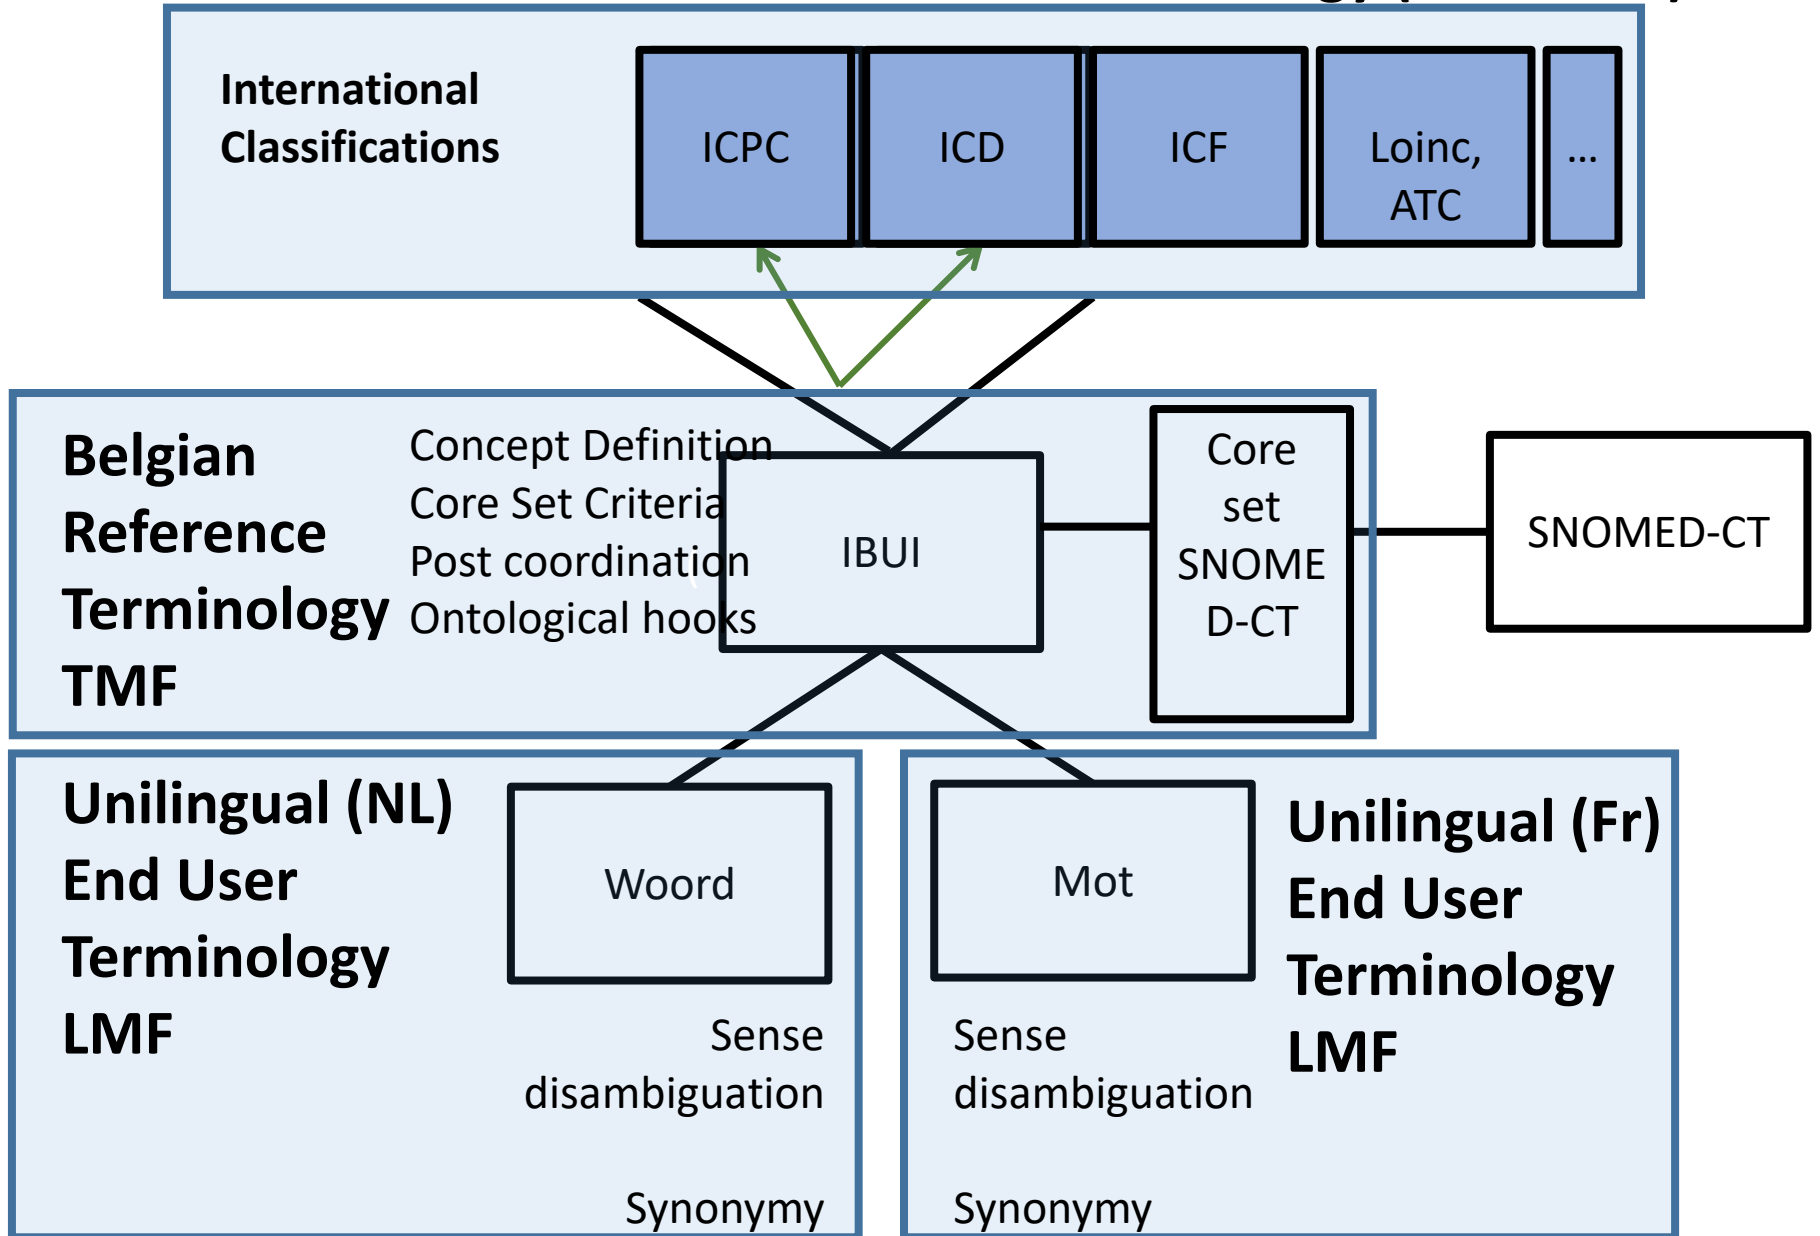 International
Classifications
ICPC
ICD
ICF
Loinc,
ATC
...
Belgian
Reference
Terminology
TMF
Concept Definition
Core Set Criteria
Post coordination
Ontological hooks
IBUI
Core
set
SNOME
D-CT
SNOMED-CT
Unilingual (NL)
End User
Terminology
LMF
Woord
Sense
disambiguation
Synonymy
Mot
Sense
disambiguation
Synonymy
Unilingual (Fr)
End User
Terminology
LMF